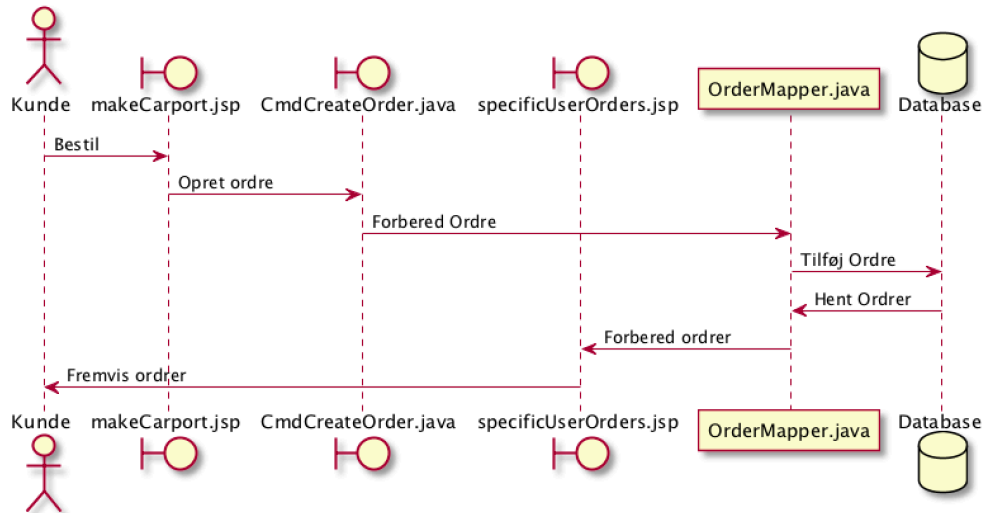 Kunde
makeCarport.jsp
CmdCreateOrder.java
specificUserOrders.jsp
OrderMapper.java
Database
Bestil
Opret ordre
Forbered Ordre
Tilføj Ordre
Hent Ordrer
Forbered ordrer
Fremvis ordrer
Kunde
makeCarport.jsp
CmdCreateOrder.java
specificUserOrders.jsp
OrderMapper.java
Database